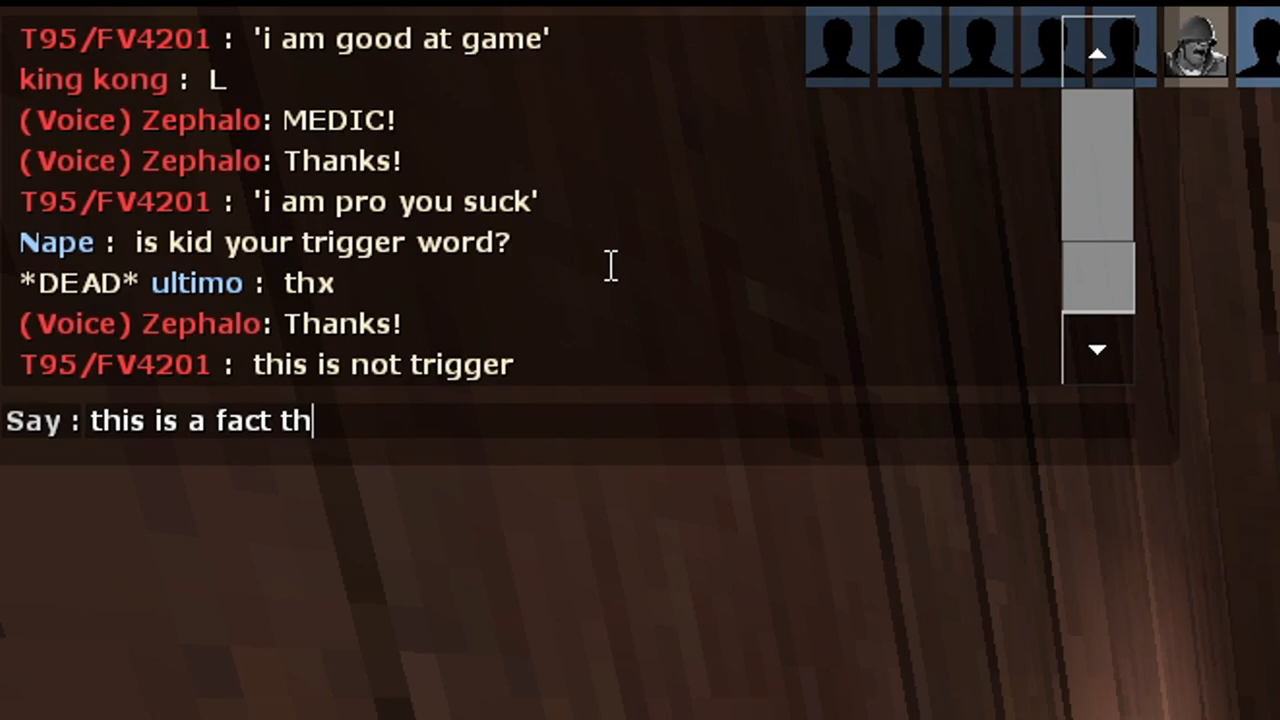 T95/FV4201 :  'i am good at game'
king kong :  L
(Voice) Zephalo: MEDIC!
(Voice) Zephalo: Thanks!
T95/FV4201 :  'i am pro you suck'
Nape :  is kid your trigger word?
*DEAD* ultimo :  thx
(Voice) Zephalo: Thanks!
T95/FV4201 :  this is not trigger
Say : this is a fact th